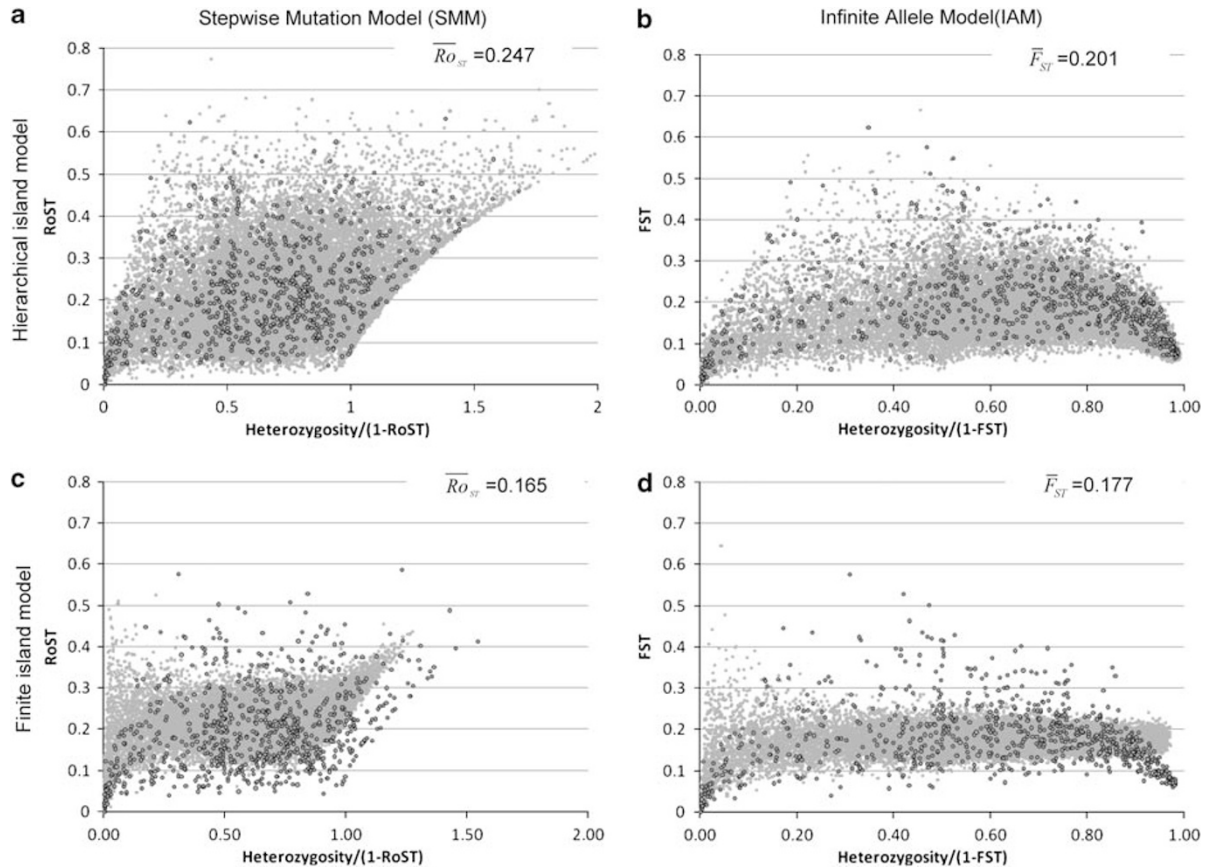 a
Stepwise Mutation Model (SMM)
b
Infinite Allele Model(IAM)
Hierarchical island model
RoST
0.8
0.7
0.6
0.5
0.4
0.3
0.2
0.1
0
Ro ST =0.247
0 0.5 1 1.5 2
Heterozygosity/(1-RoST)
FST
0.8
0.7
0.6
0.5
0.4
0.3
0.2
0.1
0
F ST =0.201
0.00 0.20 0.40 0.60 0.80 1.00
Heterozygosity/(1-FST)
c
Finite island model
RoST
0.8
0.7
0.6
0.5
0.4
0.3
0.2
0.1
0
Ro ST =0.165
0.00 0.50 1.00 1.50 2.00
Heterozygosity/(1-RoST)
d
FST
0.8
0.7
0.6
0.5
0.4
0.3
0.2
0.1
0
F ST =0.177
0.00 0.20 0.40 0.60 0.80 1.00
Heterozygosity/(1-FST)